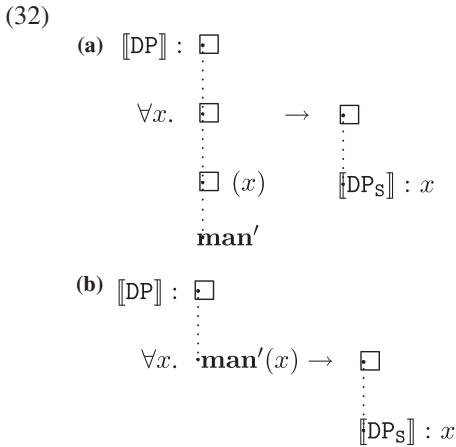 (32)
(a) ⟦DP⟧ : □
∀x. □ → □
□ (x) ⟦DP_S⟧ : x
man′
(b) ⟦DP⟧ : □
∀x. man′(x) → □
⟦DP_S⟧ : x